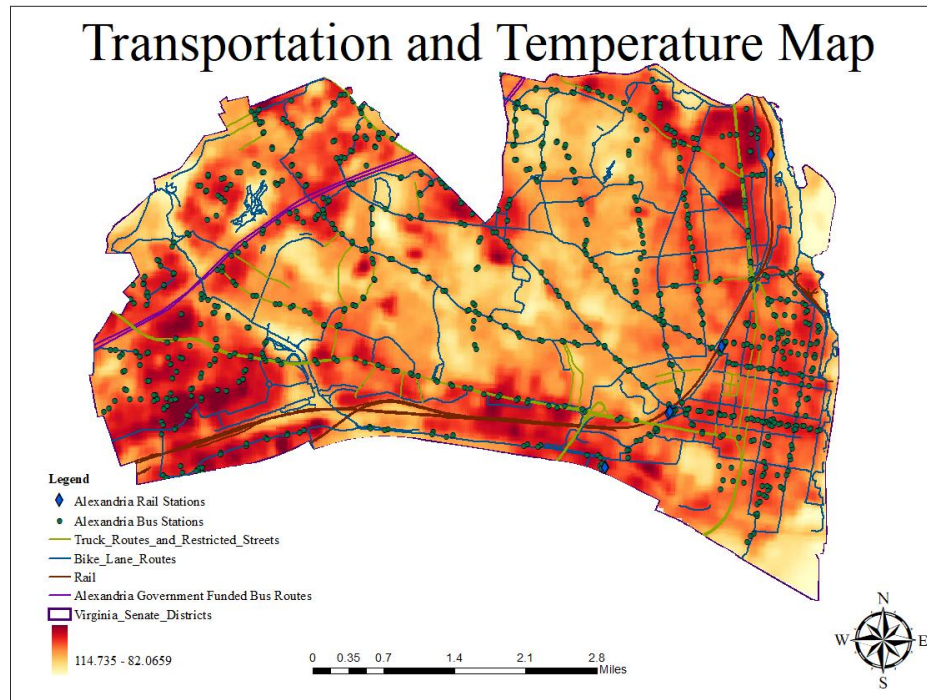 Transportation and Temperature Map
Legend
Alexandria Rail Stations
Alexandria Bus Stations
Truck_Routes_and_Restricted_Streets
Bike_Lane_Routes
Rail
Alexandria Government Funded Bus Routes
Virginia_Senate_Districts
114.735 - 82.0659
0 0.35 0.7 1.4 2.1 2.8
Miles
N
W E
S